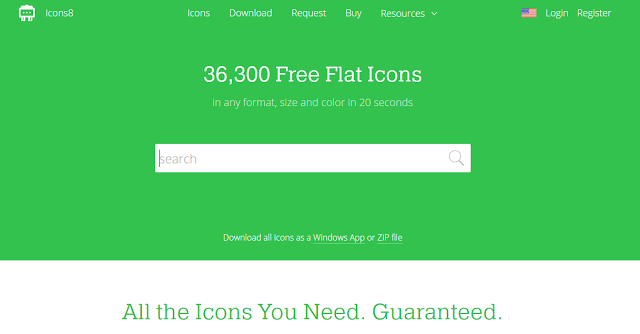 Icons8 Icons Download Request Buy Resources Login Register
36,300 Free Flat Icons
in any format, size and color in 20 seconds
search
Download all icons as a Windows App or ZIP file
All the Icons You Need. Guaranteed.